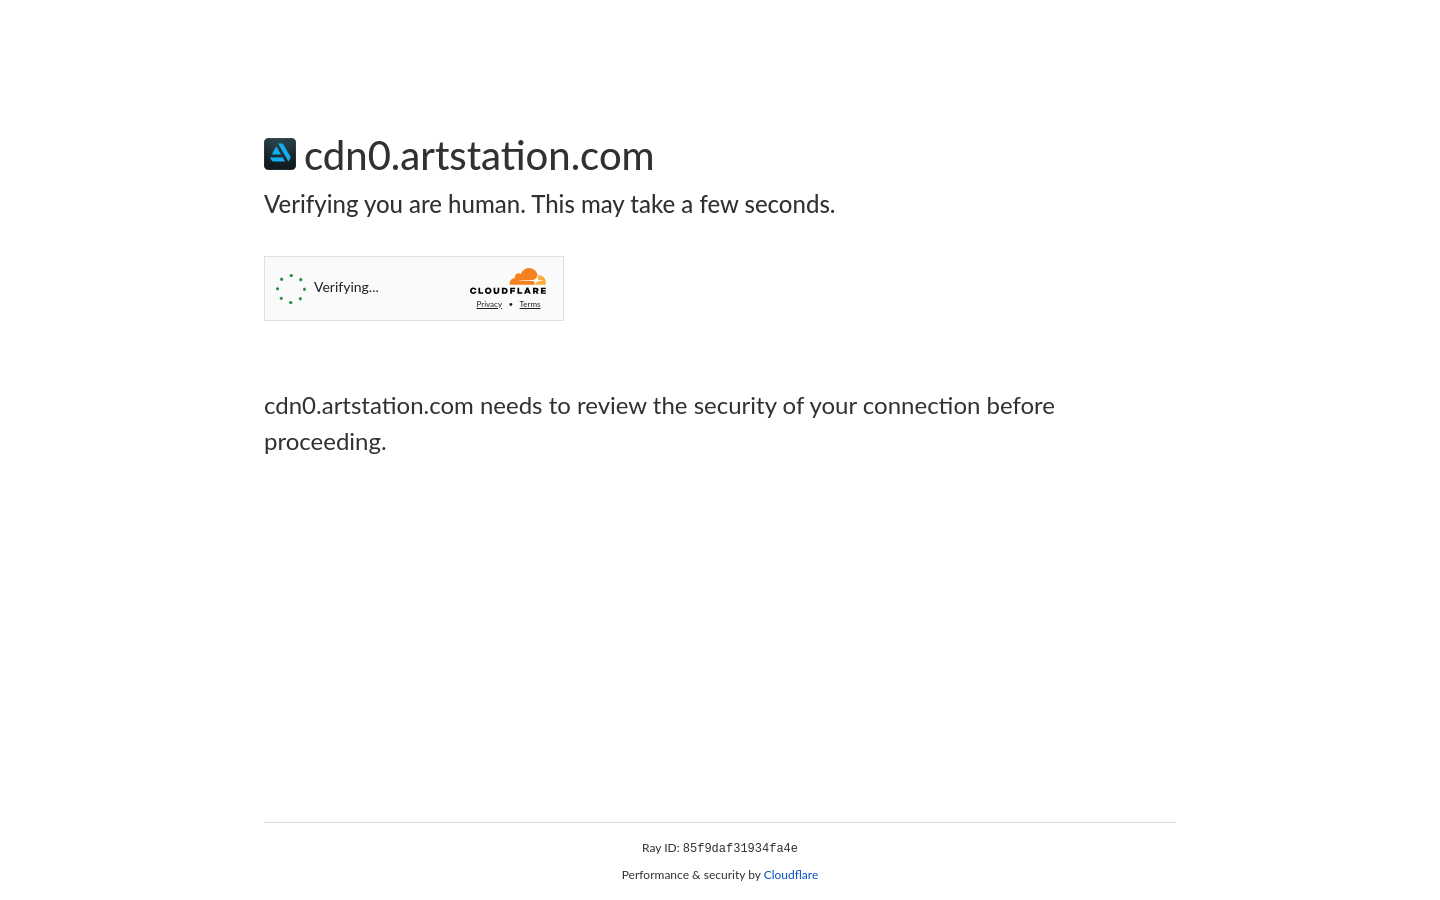 cdn0.artstation.com
Verifying you are human. This may take a few seconds.
Verifying...
CLOUDFLARE
Privacy • Terms
cdn0.artstation.com needs to review the security of your connection before
proceeding.
Ray ID: 85f9daf31934fa4e
Performance & security by Cloudflare